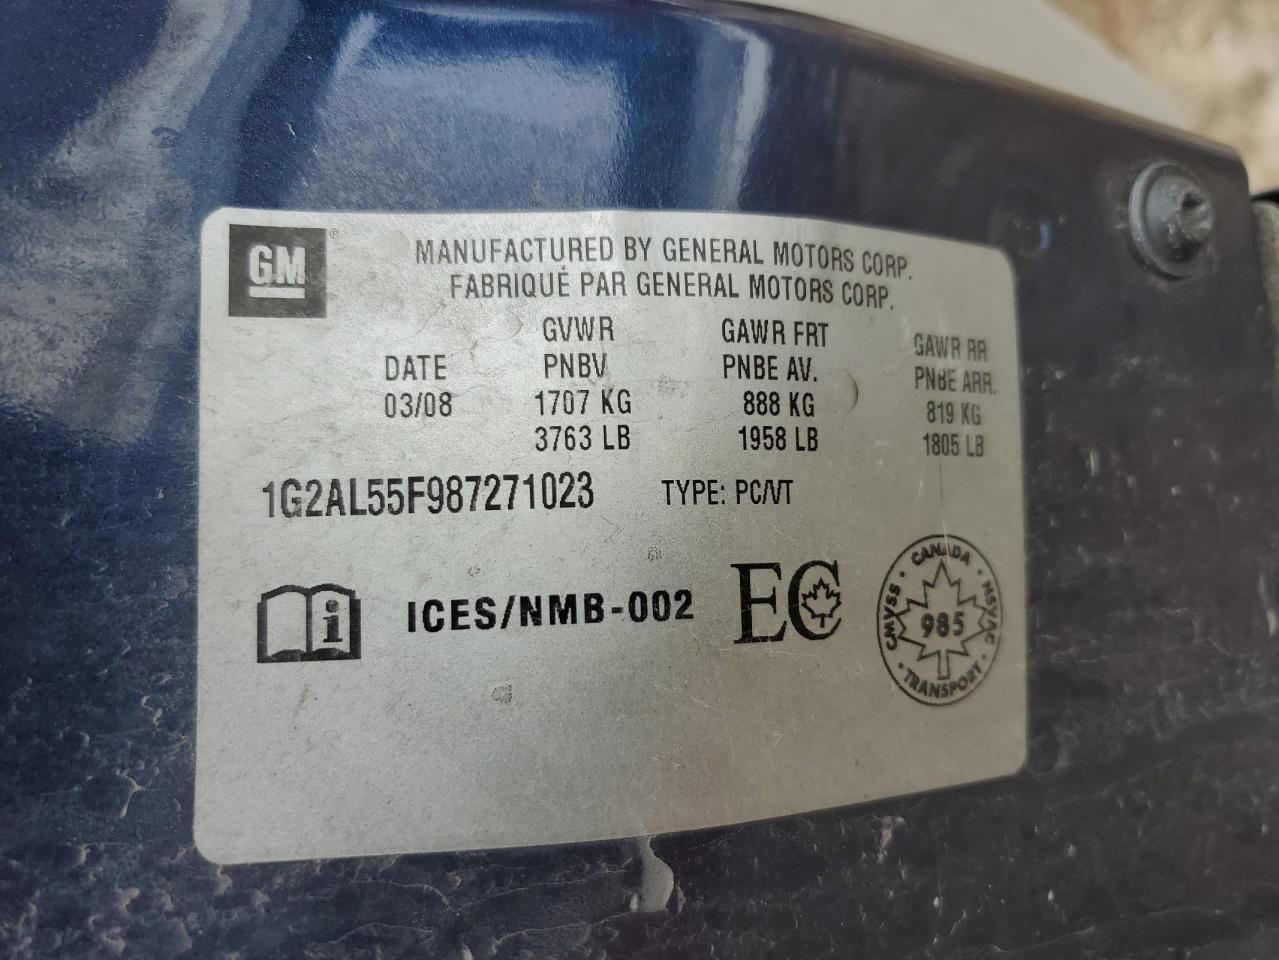 GM®
MANUFACTURED BY GENERAL MOTORS CORP.
FABRIQUÉ PAR GENERAL MOTORS CORP.
GVWR GAWR FRT GAWR RR
DATE PNBV PNBE AV. PNBE ARR.
03/08 1707 KG 888 KG 819 KG
3763 LB 1958 LB 1805 LB
1G2AL55F987271023 TYPE: PC/VT
i ICES/NMB-002 EC
CANADA · NSVAC · TRANSPORT · CMVSS ·
985